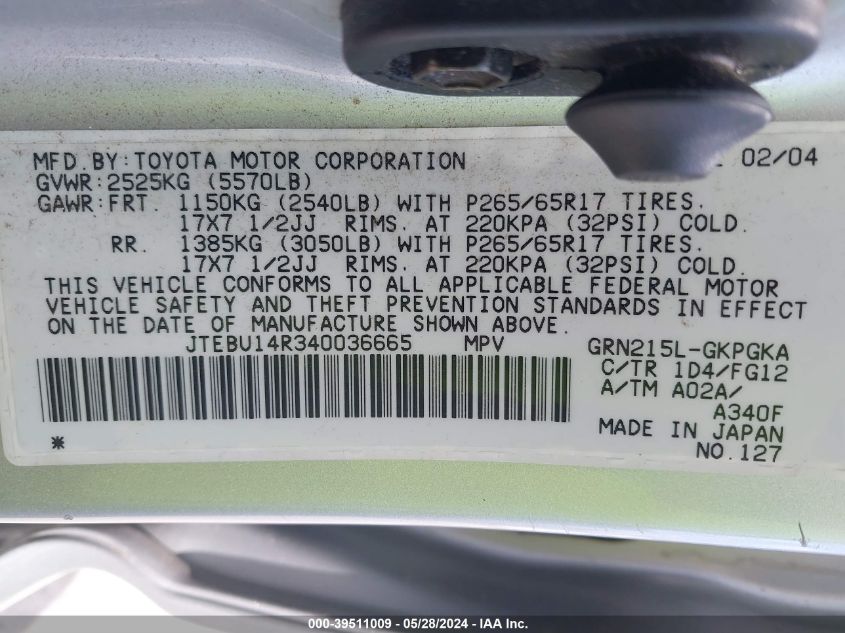 MFD.BY:TOYOTA MOTOR CORPORATION 02/04
GVWR:2525KG (5570LB)
GAWR:FRT. 1150KG (2540LB) WITH P265/65R17 TIRES.
17X7 1/2JJ RIMS. AT 220KPA (32PSI) COLD.
RR. 1385KG (3050LB) WITH P265/65R17 TIRES.
17X7 1/2JJ RIMS. AT 220KPA (32PSI) COLD.
THIS VEHICLE CONFORMS TO ALL APPLICABLE FEDERAL MOTOR
VEHICLE SAFETY AND THEFT PREVENTION STANDARDS IN EFFECT
ON THE DATE OF MANUFACTURE SHOWN ABOVE.
JTEBU14R340036665 MPV GRN215L-GKPGKA
C/TR 1D4/FG12
A/TM A02A/
A340F
MADE IN JAPAN
* NO.127
000-39511009 / 05/28/2024 - IAA Inc.